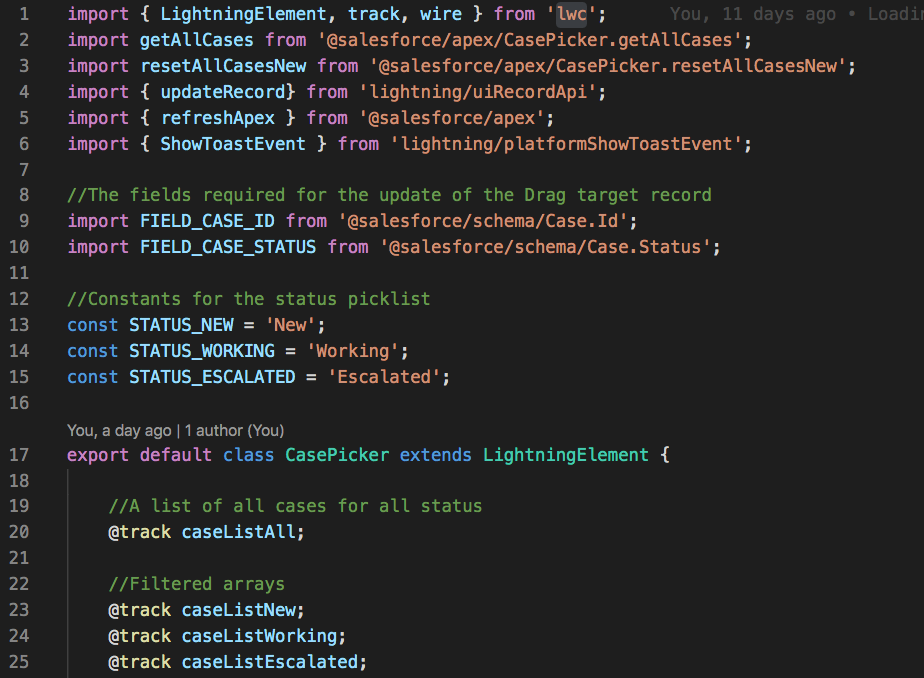 1 import { LightningElement, track, wire } from 'lwc'; You, 11 days ago •
2 import getAllCases from '@salesforce/apex/CasePicker.getAllCases';
3 import resetAllCasesNew from '@salesforce/apex/CasePicker.resetAllCasesNew';
4 import { updateRecord} from 'lightning/uiRecordApi';
5 import { refreshApex } from '@salesforce/apex';
6 import { ShowToastEvent } from 'lightning/platformShowToastEvent';
7
8 //The fields required for the update of the Drag target record
9 import FIELD_CASE_ID from '@salesforce/schema/Case.Id';
10 import FIELD_CASE_STATUS from '@salesforce/schema/Case.Status';
11
12 //Constants for the status picklist
13 const STATUS_NEW = 'New';
14 const STATUS_WORKING = 'Working';
15 const STATUS_ESCALATED = 'Escalated';
16
You, a day ago | 1 author (You)
17 export default class CasePicker extends LightningElement {
18
19 //A list of all cases for all status
20 @track caseListAll;
21
22 //Filtered arrays
23 @track caseListNew;
24 @track caseListWorking;
25 @track caseListEscalated;